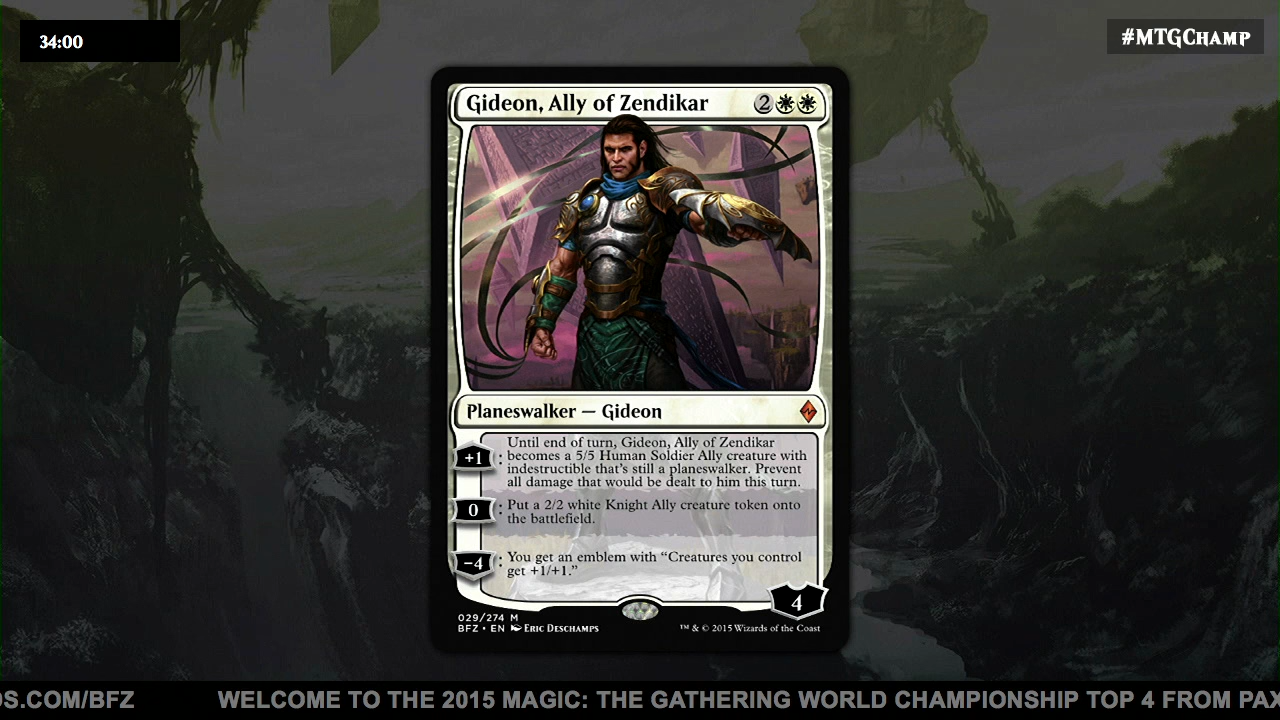 34:00
#MTGChamp
Gideon, Ally of Zendikar 2
Planeswalker — Gideon
+1 : Until end of turn, Gideon, Ally of Zendikar
becomes a 5/5 Human Soldier Ally creature with
indestructible that's still a planeswalker. Prevent
all damage that would be dealt to him this turn.
0 : Put a 2/2 white Knight Ally creature token onto
the battlefield.
−4 : You get an emblem with “Creatures you control
get +1/+1.”
4
029/274 M
BFZ • EN Eric Deschamps
™ & © 2015 Wizards of the Coast
DS.COM/BFZ WELCOME TO THE 2015 MAGIC: THE GATHERING WORLD CHAMPIONSHIP TOP 4 FROM PAX